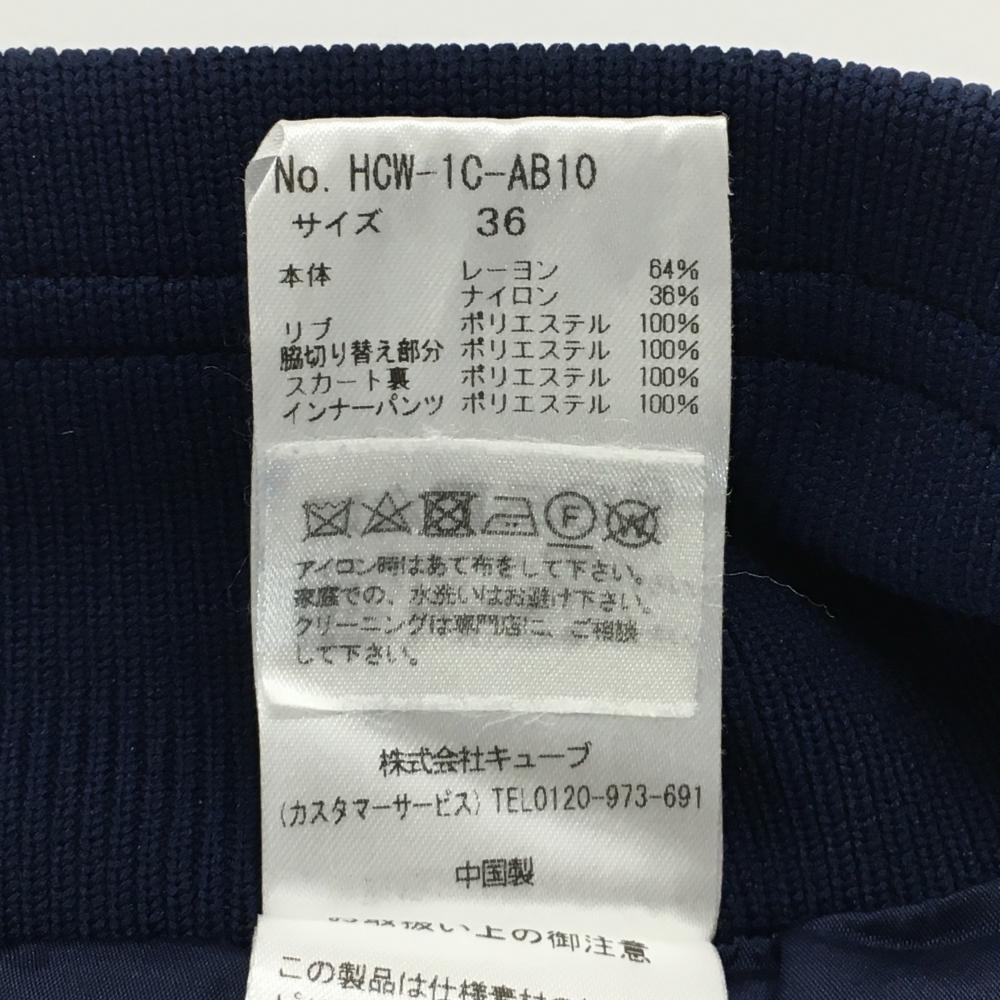 No. HCW-1C-AB10
サイズ 36
本体 レーヨン 64%
ナイロン 36%
リブ ポリエステル 100%
脇切り替え部分 ポリエステル 100%
スカート裏 ポリエステル 100%
インナーパンツ ポリエステル 100%
F
W
アイロン時はあて布をして下さい。
家庭での、水洗いはお避け下さい。
クリーニングは専門店に、ご相談
して下さい。
株式会社キューブ
(カスタマーサービス) TEL0120-973-691
中国製
お取扱い上の御注意
この製品は仕様素材の